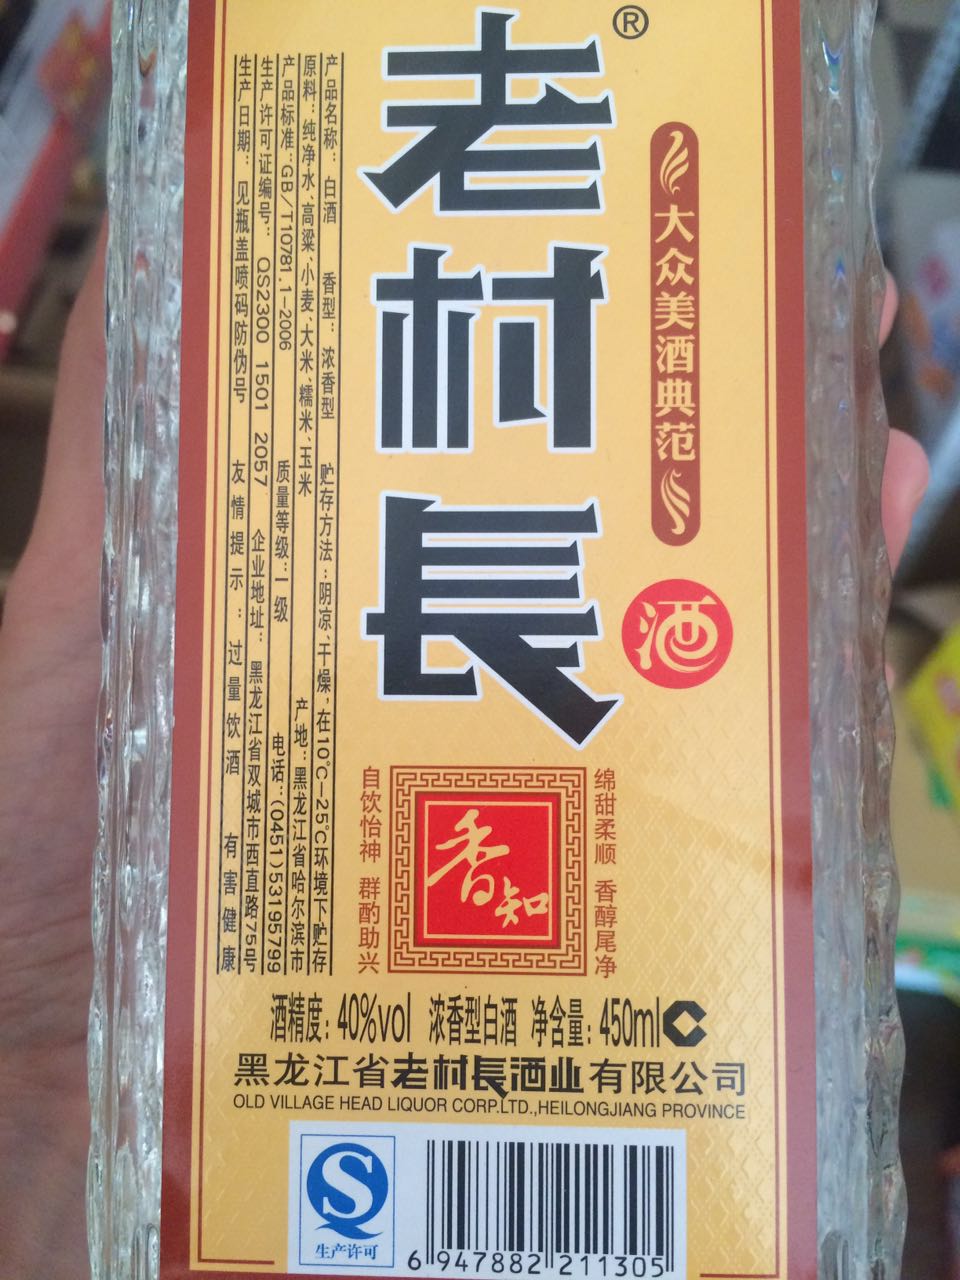 老村長®
大众美酒典范
酒
产品名称：白酒 香型：浓香型 贮存方法：阴凉、干燥，在10℃—25℃环境下贮存
原料：纯净水、高粱、小麦、大米、糯米、玉米 产地：黑龙江省哈尔滨市
产品标准：GB/T10781.1-2006 质量等级：一级 电话：(0451)53195799
生产许可证编号：QS2300 1501 2057 企业地址：黑龙江省双城市西直路75号
生产日期：见瓶盖喷码防伪号 友情提示：过量饮酒 有害健康
绵甜柔顺 香醇尾净
香知
自饮怡神 群酌助兴
酒精度：40%vol 浓香型白酒 净含量：450ml
黑龙江省老村長酒业有限公司
OLD VILLAGE HEAD LIQUOR CORP.LTD.,HEILONGJIANG PROVINCE
生产许可
6 947882 211305